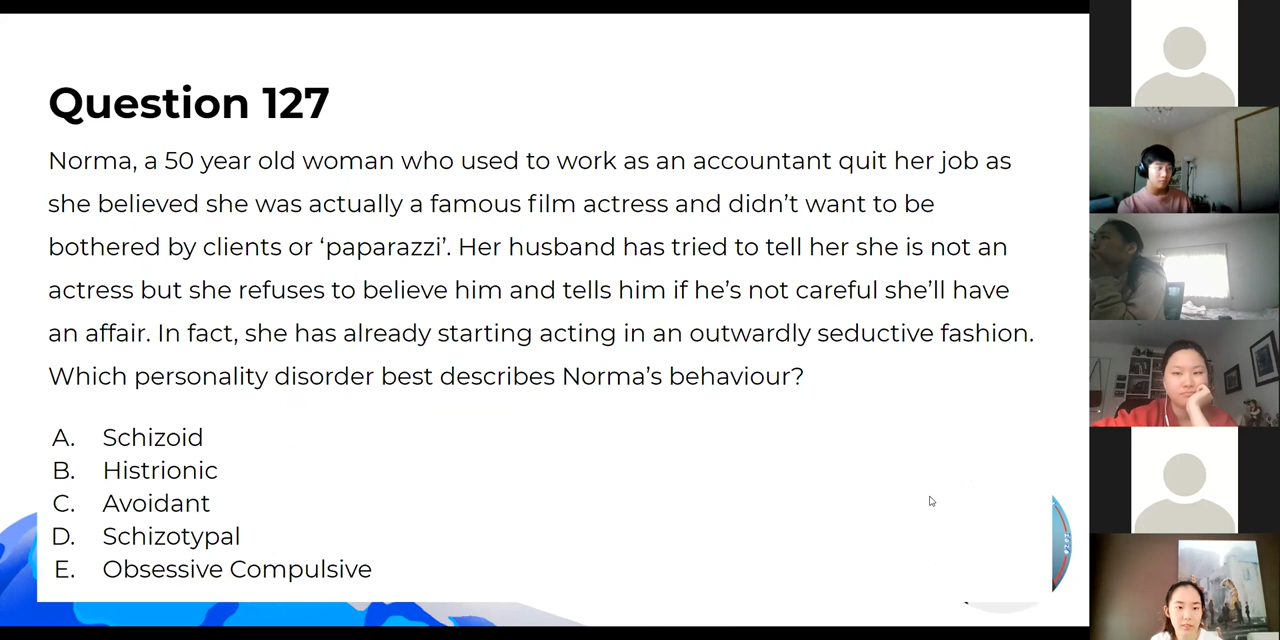 Question 127
Norma, a 50 year old woman who used to work as an accountant quit her job as
she believed she was actually a famous film actress and didn’t want to be
bothered by clients or ‘paparazzi’. Her husband has tried to tell her she is not an
actress but she refuses to believe him and tells him if he’s not careful she’ll have
an affair. In fact, she has already starting acting in an outwardly seductive fashion.
Which personality disorder best describes Norma’s behaviour?
A. Schizoid
B. Histrionic
C. Avoidant
D. Schizotypal
E. Obsessive Compulsive